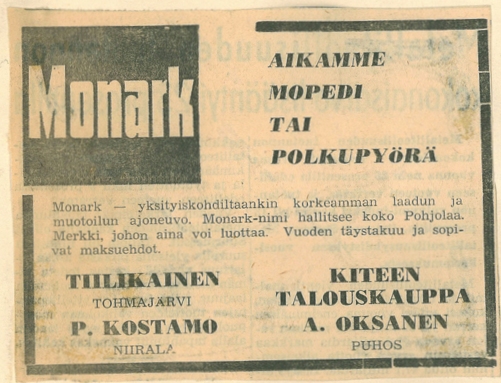 Monark
AIKAMME
MOPEDI
TAI
POLKUPYÖRÄ
Monark — yksityiskohdiltaankin korkeamman laadun ja
muotoilun ajoneuvo. Monark-nimi hallitsee koko Pohjolaa.
Merkki, johon aina voi luottaa. Vuoden täystakuu ja sopi-
vat maksuehdot.
TIILIKAINEN
TOHMAJÄRVI
P. KOSTAMO
NIIRALA
KITEEN
TALOUSKAUPPA
A. OKSANEN
PUHOS